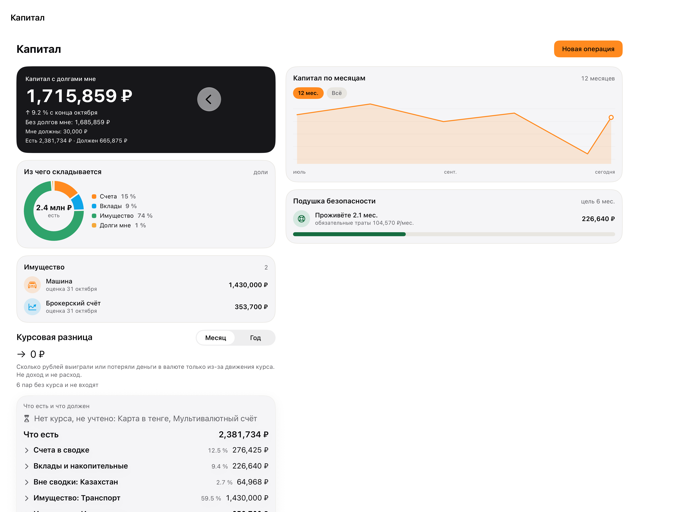 Капитал
Капитал
Новая операция
Капитал с долгами мне
1,715,859 ₽
↑ 9.2 % с конца октября
Без долгов мне: 1,685,859 ₽
Мне должны: 30,000 ₽
Есть 2,381,734 ₽ · Должен 665,875 ₽
Капитал по месяцам
12 месяцев
12 мес.
Всё
июль
сент.
сегодня
Из чего складывается
доли
2.4 млн ₽
есть
Счета 15 %
Вклады 9 %
Имущество 74 %
Долги мне 1 %
Подушка безопасности
цель 6 мес.
Проживёте 2.1 мес.
обязательные траты 104,570 ₽/мес.
226,640 ₽
Имущество
2
Машина
оценка 31 октября
1,430,000 ₽
Брокерский счёт
оценка 31 октября
353,700 ₽
Курсовая разница
Месяц
Год
→ 0 ₽
Сколько рублей выиграли или потеряли деньги в валюте только из-за движения курса.
Не доход и не расход.
6 пар без курса и не входят
Что есть и что должен
Нет курса, не учтено: Карта в тенге, Мультивалютный счёт
Что есть
2,381,734 ₽
Счета в сводке
12.5 % 276,425 ₽
Вклады и накопительные
9.4 % 226,640 ₽
Вне сводки: Казахстан
2.7 % 64,968 ₽
Имущество: Транспорт
59.5 % 1,430,000 ₽